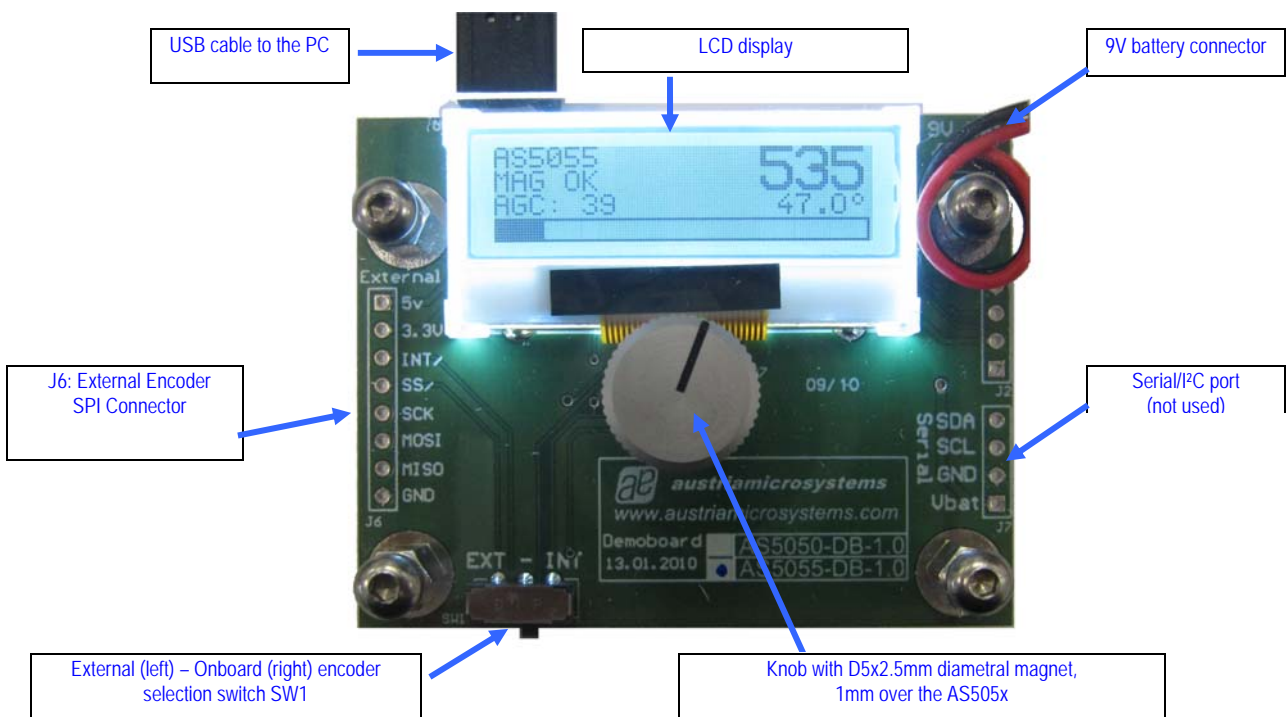 USB cable to the PC
LCD display
9V battery connector
9V
AS5055
MAG OK
AGC: 39
535
47.0°
External
5v
3.3V
INT/
SS/
SCK
MOSI
MISO
GND
J6
J6: External Encoder
SPI Connector
09/10
J2
Serial/I²C port
(not used)
Serial
SDA
SCL
GND
Vbat
J7
ae austriamicrosystems
www.austriamicrosystems.com
Demoboard
13.01.2010
AS5050-DB-1.0
AS5055-DB-1.0
EXT - INT
SW1
External (left) – Onboard (right) encoder
selection switch SW1
Knob with D5x2.5mm diametral magnet,
1mm over the AS505x